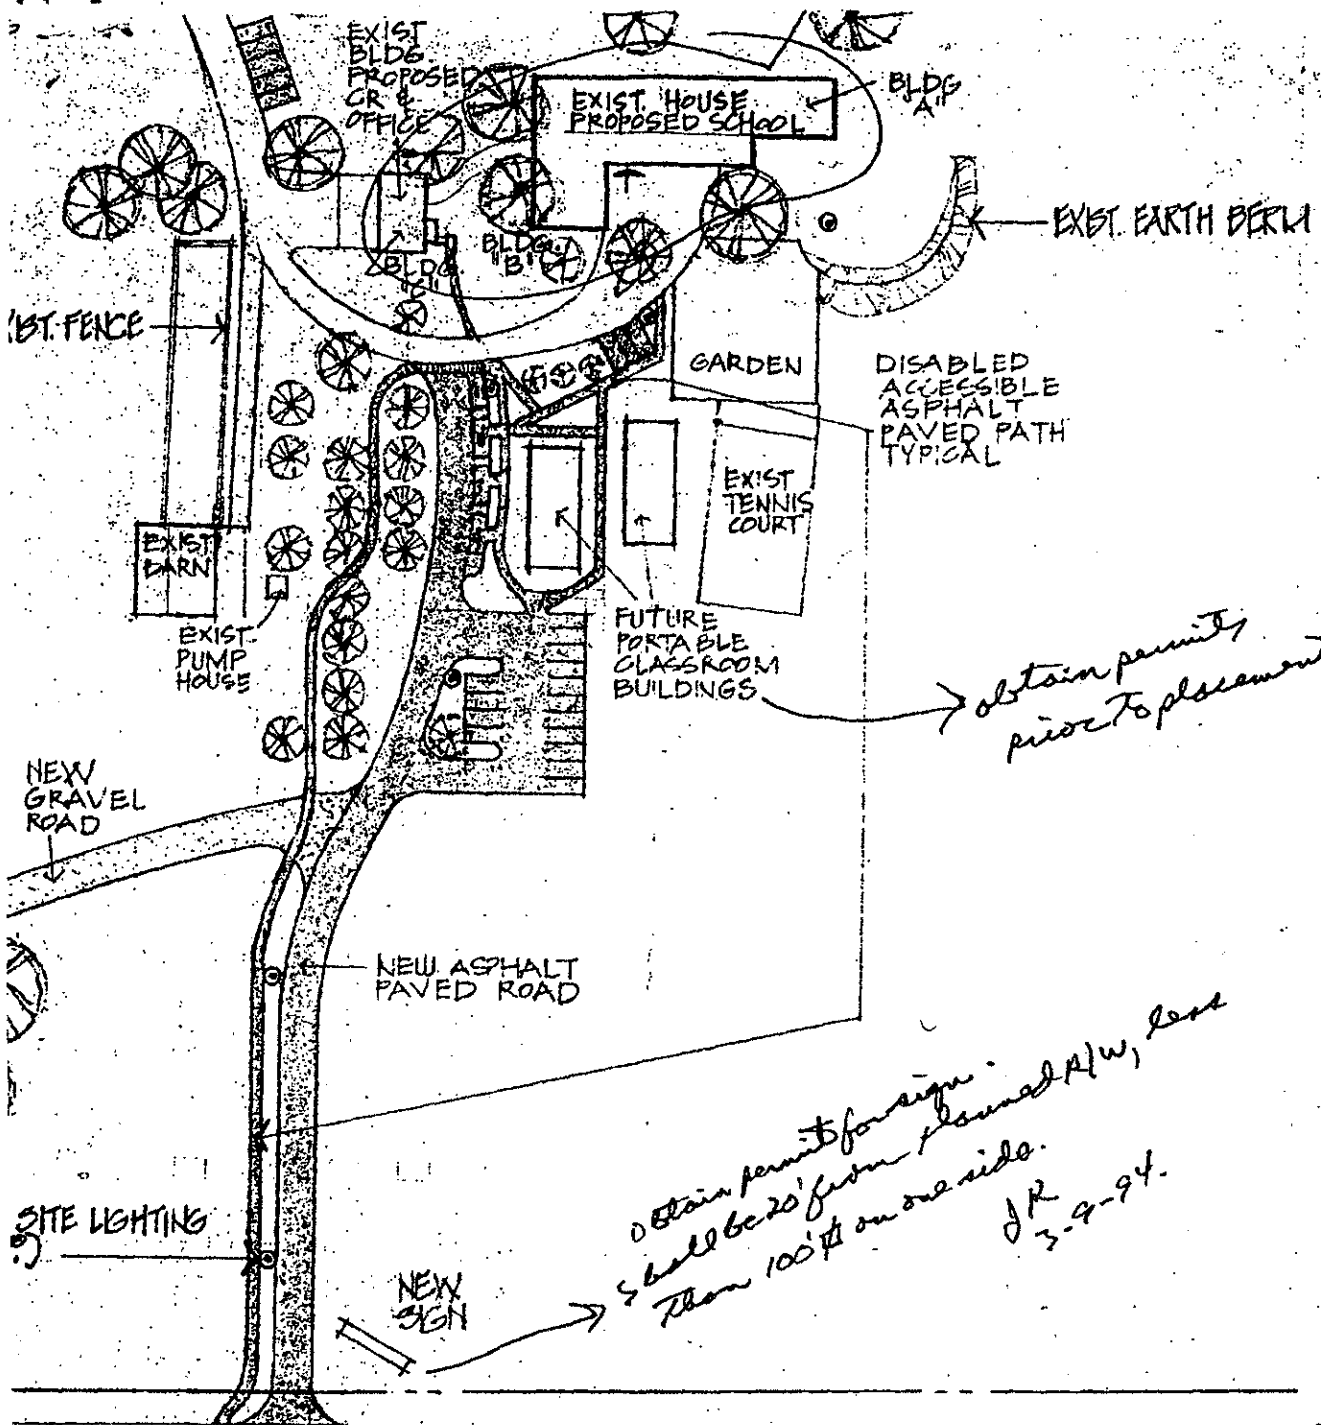 EXIST
BLDG.
PROPOSED
CR &
OFFICE
EXIST. HOUSE
PROPOSED SCHOOL
BLDG
"A"
EXIST. EARTH BERM
BLDG.
"B"
BLDG.
"C"
IST. FENCE
GARDEN
DISABLED
ACCESSIBLE
ASPHALT
PAVED PATH
TYPICAL
EXIST
TENNIS
COURT
EXIST
BARN
EXIST.
PUMP
HOUSE
FUTURE
PORTABLE
CLASSROOM
BUILDINGS
obtain permits
prior to placement
NEW
GRAVEL
ROAD
NEW ASPHALT
PAVED ROAD
SITE LIGHTING
.)
NEW
SIGN
obtain permit for sign.
shall be 20' from planned R/W, less
than 100'⌗ on one side.
JR
3-9-94.